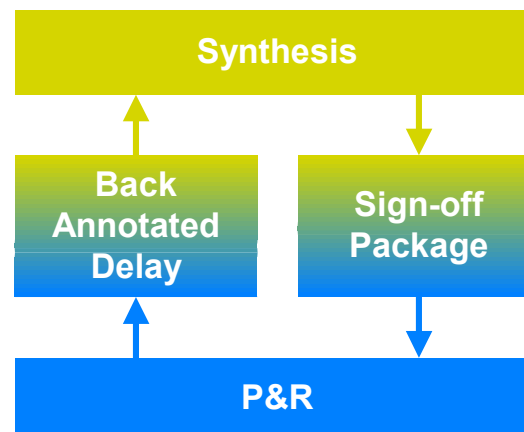 Synthesis
Back
Annotated
Delay
Sign-off
Package
P&R